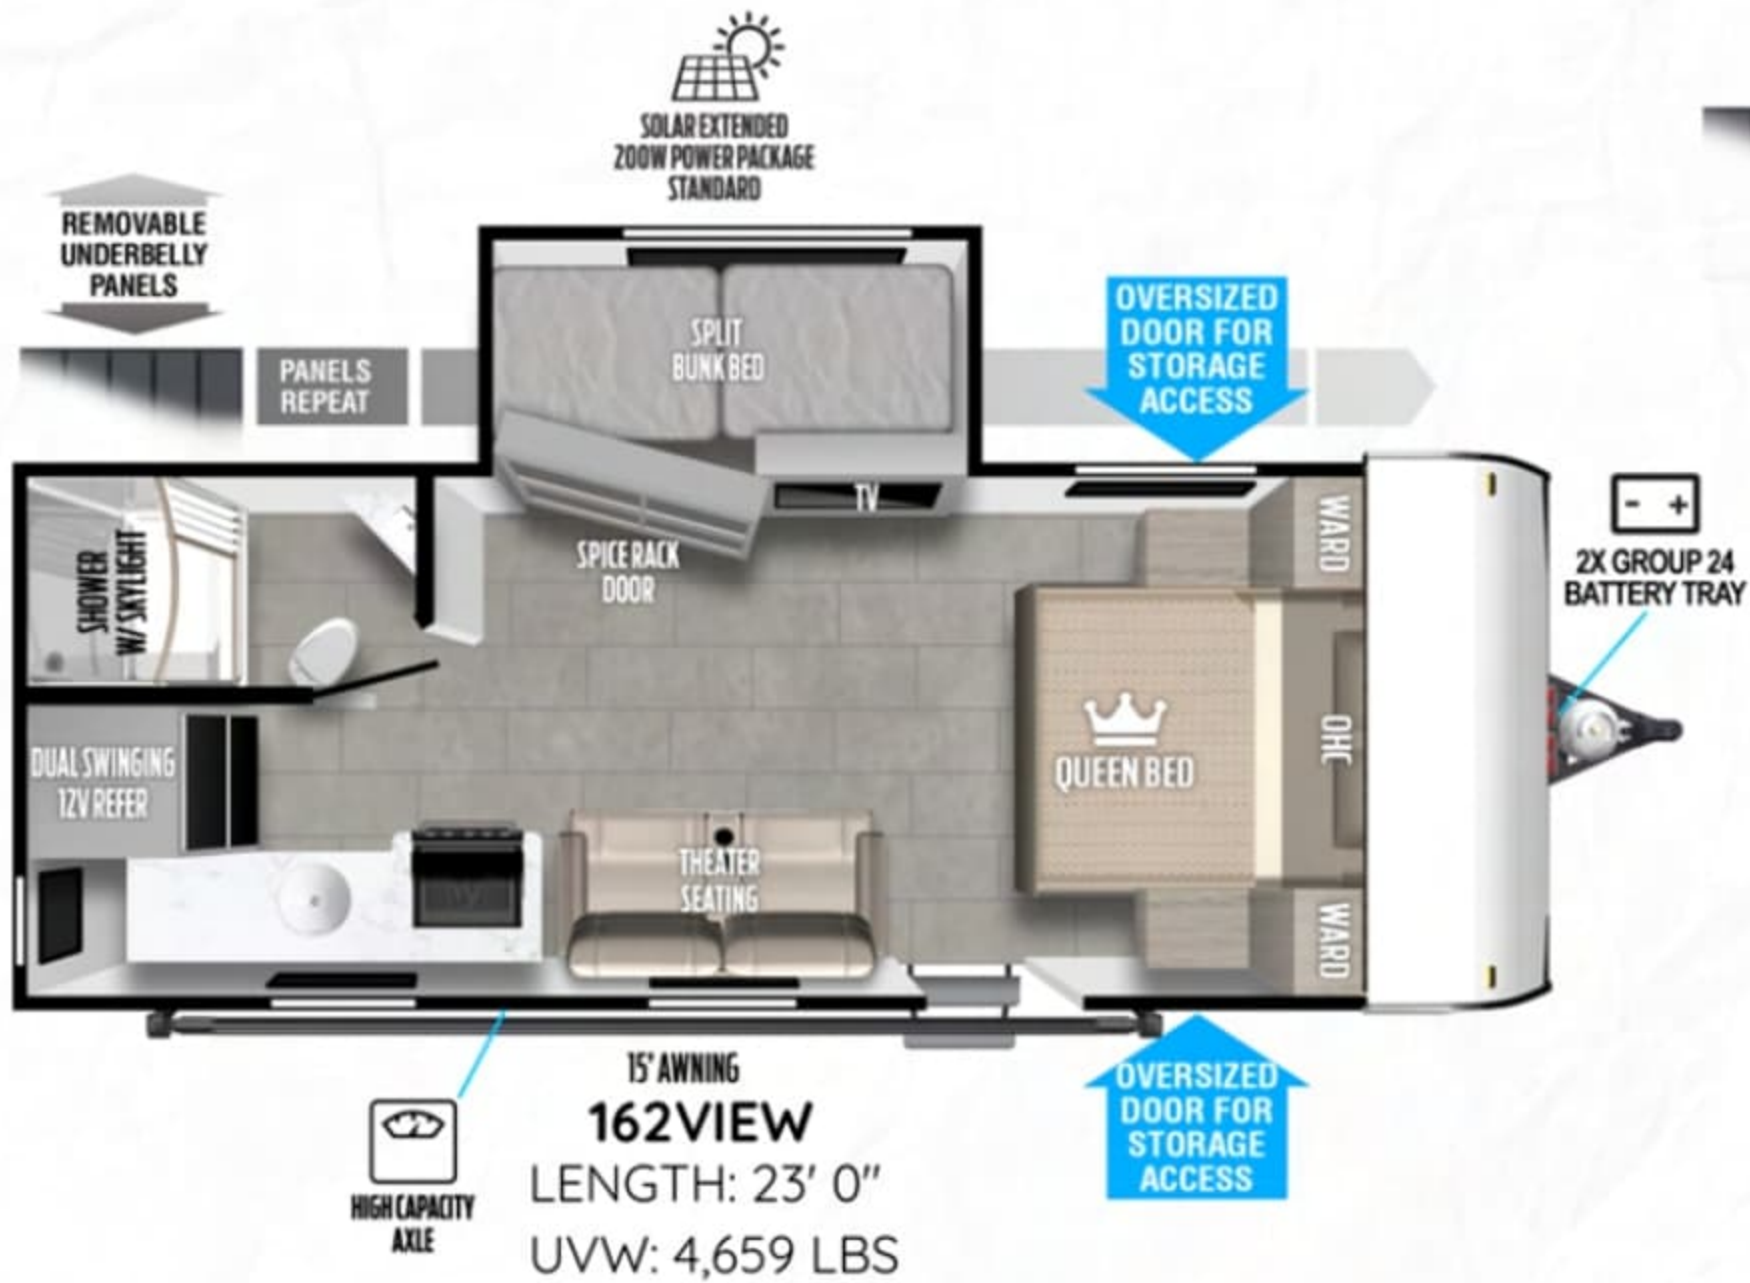 SOLAR EXTENDED
200W POWER PACKAGE
STANDARD
REMOVABLE
UNDERBELLY
PANELS
PANELS
REPEAT
SPLIT
BUNK BED
OVERSIZED
DOOR FOR
STORAGE
ACCESS
TV
SPICE RACK
DOOR
SHOWER
W/ SKYLIGHT
WARD
- +
2X GROUP 24
BATTERY TRAY
QUEEN BED
OHC
DUAL SWINGING
12V REFER
THEATER
SEATING
WARD
15' AWNING
162VIEW
LENGTH: 23' 0"
UVW: 4,659 LBS
HIGH CAPACITY
AXLE
OVERSIZED
DOOR FOR
STORAGE
ACCESS